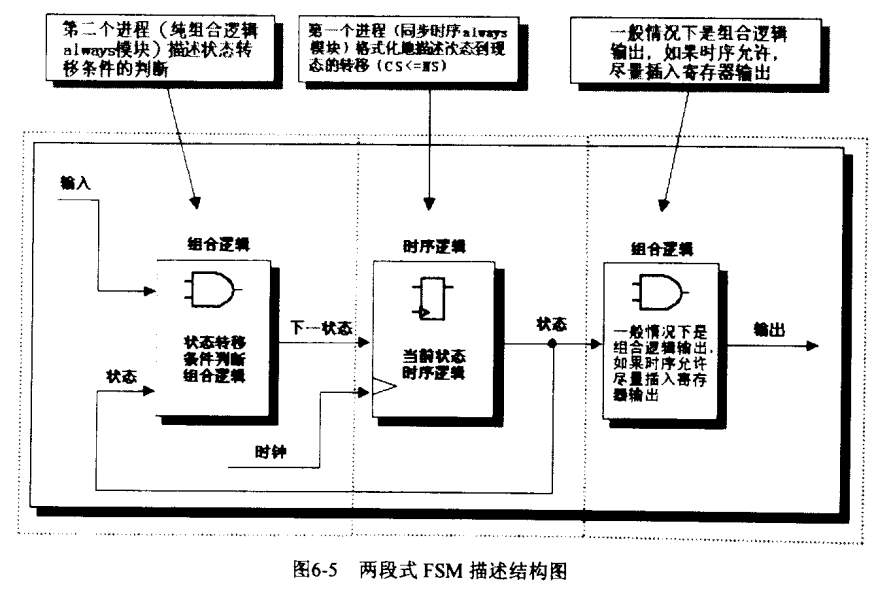 第二个进程（纯组合逻辑
always模块）描述状态转
移条件的判断
第一个进程（同步时序always
模块）格式化地描述次态到现
态的转移（CS<=NS）
一般情况下是组合逻辑
输出，如果时序允许，
尽量插入寄存器输出
输入
组合逻辑
状态转移
条件判断
组合逻辑
状态
下一状态
时钟
时序逻辑
当前状态
时序逻辑
状态
组合逻辑
一般情况下是
组合逻辑输出，
如果时序允许
尽量插入寄存
器输出
输出
图6-5 两段式 FSM 描述结构图